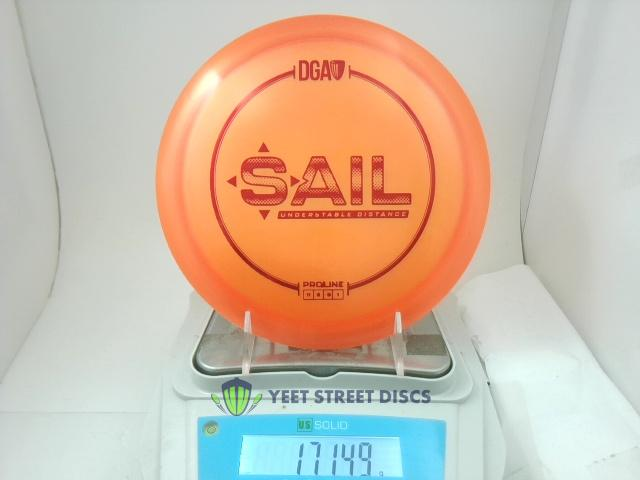 DGA
SAIL
UNDERSTABLE DISTANCE
PROLINE
YEET STREET DISCS
US SOLID
171.49 g